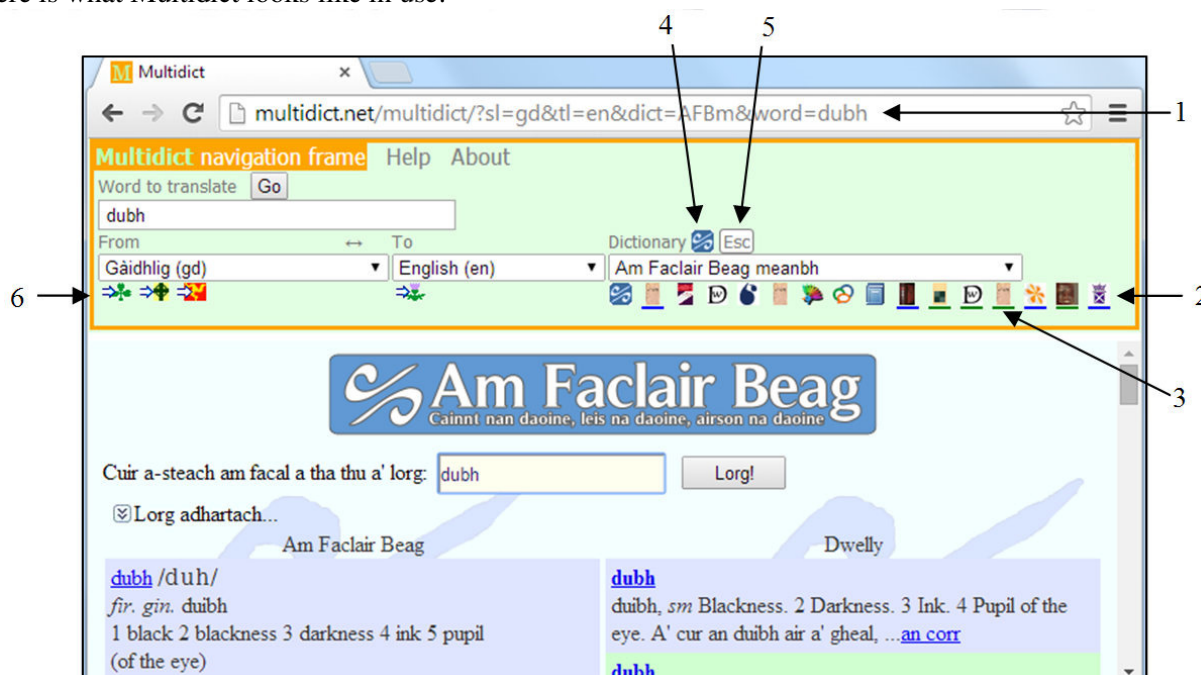 ere is what Multidict looks like in use:
4 5
Multidict ×
multidict.net/multidict/?sl=gd&tl=en&dict=AFBm&word=dubh 1
Multidict navigation frame Help About
Word to translate Go
dubh
From ↔ To Dictionary Esc
Gàidhlig (gd) English (en) Am Faclair Beag meanbh
6 2
Am Faclair Beag
Cainnt nan daoine, leis na daoine, airson na daoine
3
Cuir a-steach am facal a tha thu a' lorg: dubh Lorg!
Lorg adhartach...
Am Faclair Beag Dwelly
dubh /duh/ dubh
fir. gin. duibh duibh, sm Blackness. 2 Darkness. 3 Ink. 4 Pupil of the
1 black 2 blackness 3 darkness 4 ink 5 pupil eye. A' cur an duibh air a' gheal, ...an corr
(of the eye) dubh